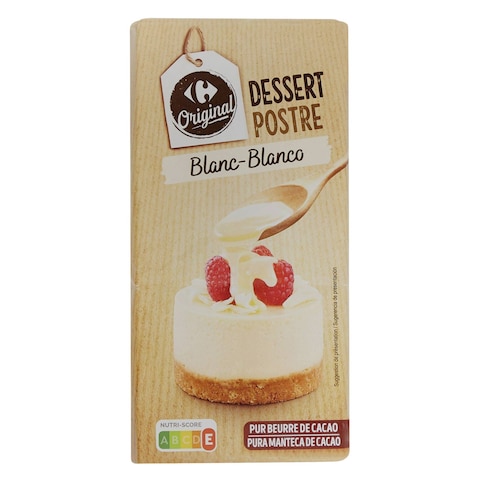 Original
DESSERT
POSTRE
Blanc-Blanco
Suggestion de présentation / Sugerencia de presentación
NUTRI-SCORE
A B C D E
PUR BEURRE DE CACAO
PURA MANTECA DE CACAO